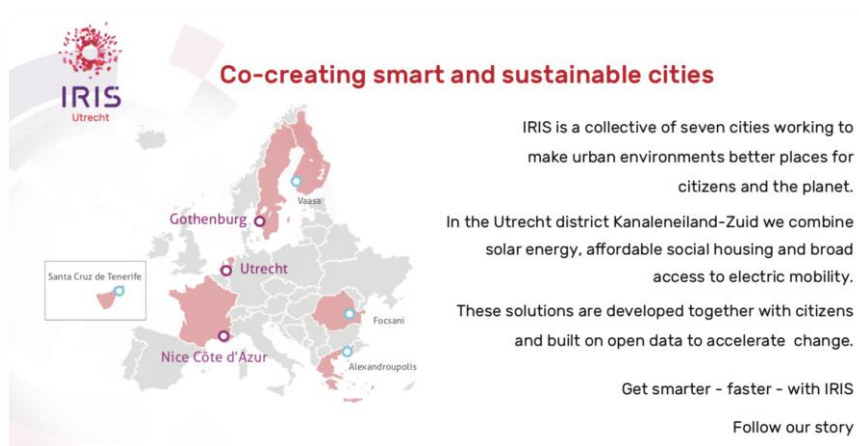 IRIS
Utrecht
Co-creating smart and sustainable cities
IRIS is a collective of seven cities working to
make urban environments better places for
citizens and the planet.
In the Utrecht district Kanaleneiland-Zuid we combine
solar energy, affordable social housing and broad
access to electric mobility.
These solutions are developed together with citizens
and built on open data to accelerate change.
Get smarter - faster - with IRIS
Follow our story
Vaasa
Gothenburg
Utrecht
Santa Cruz de Tenerife
Focsani
Nice Côte d'Azur
Alexandroupolis